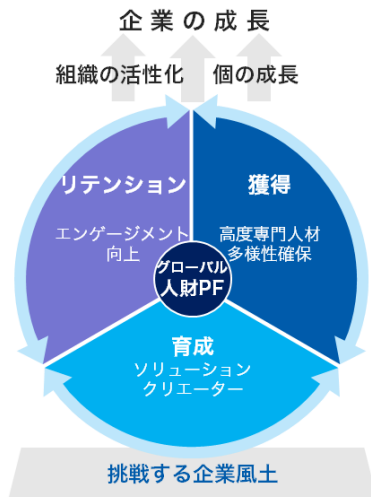 企業の成長
組織の活性化
個の成長
リテンション
エンゲージメント
向上
獲得
高度専門人材
多様性確保
グローバル
人財PF
育成
ソリューション
クリエーター
挑戦する企業風土